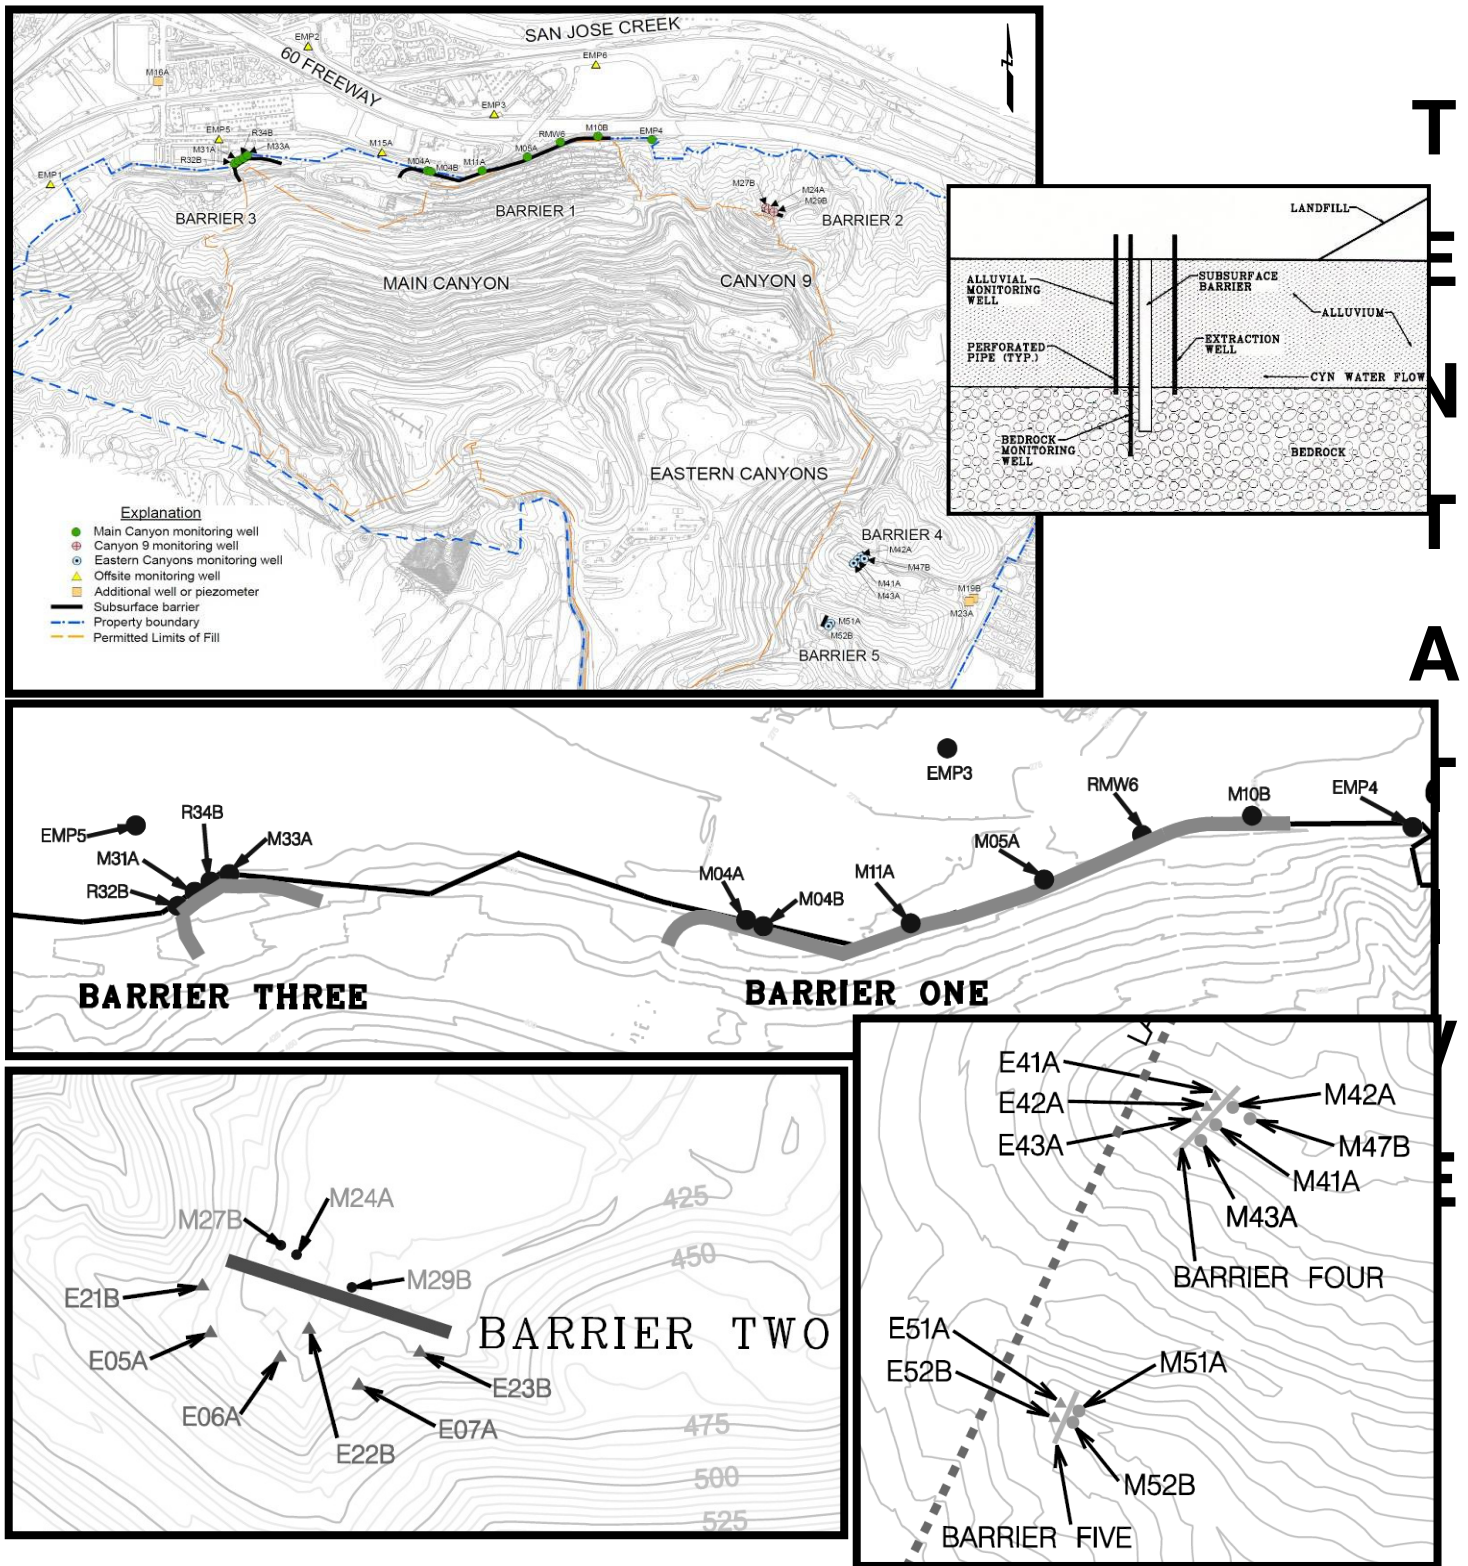 SAN JOSE CREEK
EMP2
60 FREEWAY
EMP6
M16A
EMP3
EMP5
R34B
M31A
M33A
R32B
EMP1
M15A
M04A
M04B
M11A
M05A
RMW6
M10B
EMP4
M27B
M24A
M29B
BARRIER 3
BARRIER 1
BARRIER 2
MAIN CANYON
CANYON 9
EASTERN CANYONS
BARRIER 4
M42A
M47B
M41A
M43A
M19B
M23A
M51A
M52B
BARRIER 5
Explanation
Main Canyon monitoring well
Canyon 9 monitoring well
Eastern Canyons monitoring well
Offsite monitoring well
Additional well or piezometer
Subsurface barrier
Property boundary
Permitted Limits of Fill
LANDFILL
ALLUVIAL
MONITORING
WELL
SUBSURFACE
BARRIER
ALLUVIUM
PERFORATED
PIPE (TYP.)
EXTRACTION
WELL
CYN WATER FLOW
BEDROCK
MONITORING
WELL
BEDROCK
T
E
N
T
A
T
V
E
EMP3
EMP5
R34B
M33A
M31A
R32B
M04A
M04B
M11A
M05A
RMW6
M10B
EMP4
BARRIER THREE
BARRIER ONE
M27B
M24A
M29B
E21B
E05A
E06A
E22B
E07A
E23B
BARRIER TWO
425
450
475
500
525
E41A
E42A
E43A
M42A
M47B
M41A
M43A
BARRIER FOUR
E51A
E52B
M51A
M52B
BARRIER FIVE